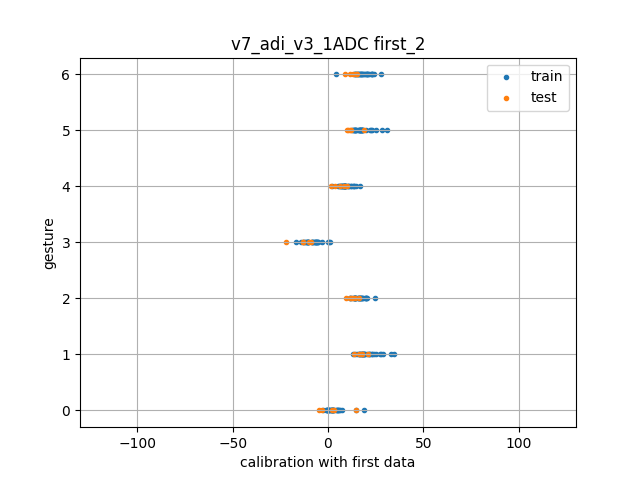 v7_adi_v3_1ADC first_2
train
test
6
5
4
3
2
1
0
gesture
−100
−50
0
50
100
calibration with first data